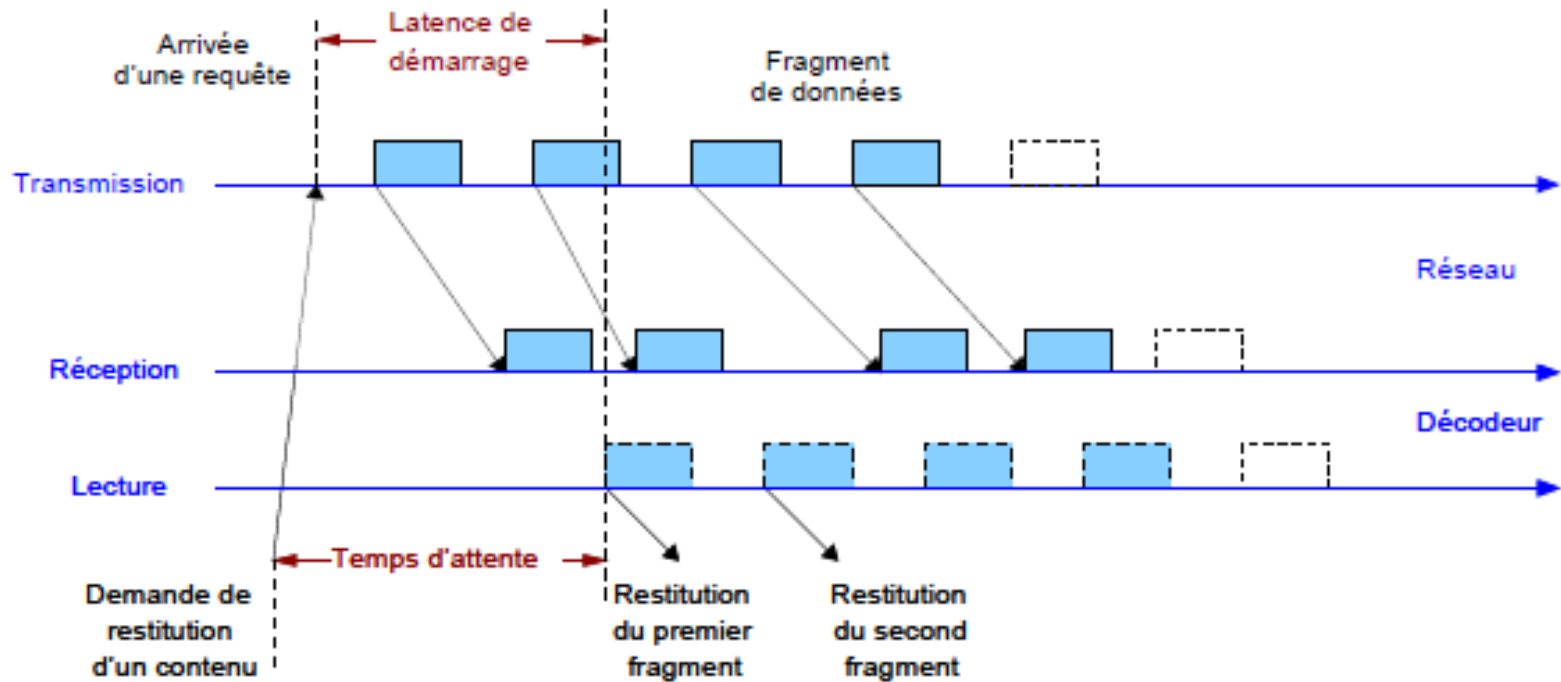 Latence de
démarrage
Arrivée
d'une requête
Fragment
de données
Transmission
Réseau
Réception
Décodeur
Lecture
Temps d'attente
Demande de
restitution
d'un contenu
Restitution
du premier
fragment
Restitution
du second
fragment